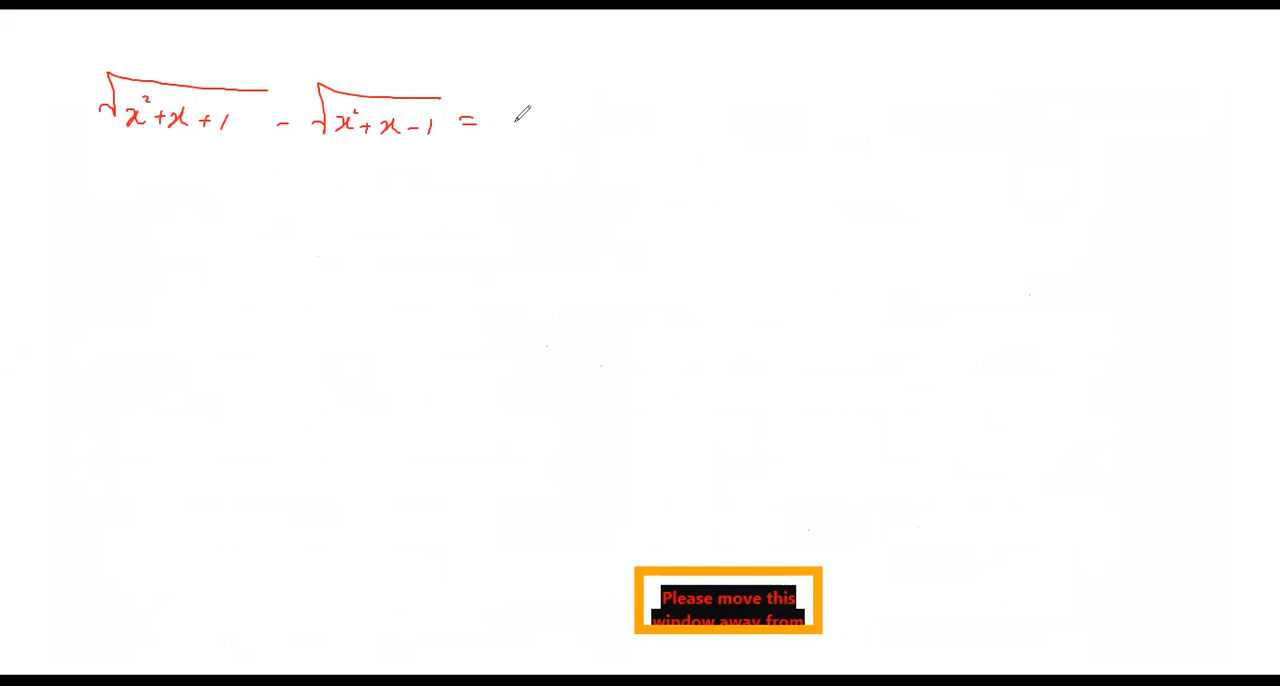 √(x²+x+1) - √(x²+x-1) =
Please move this
window away from